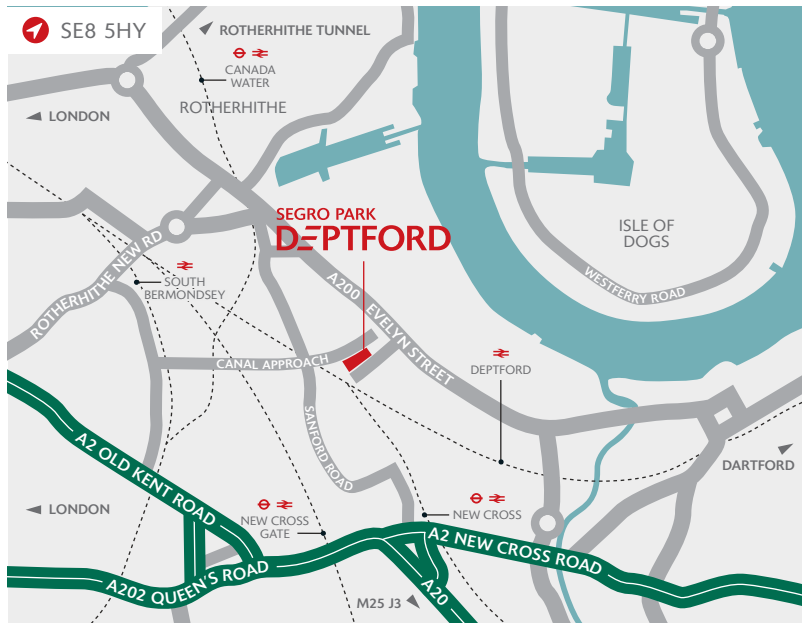 SE8 5HY
ROTHERHITHE TUNNEL
CANADA
WATER
ROTHERHITHE
LONDON
SEGRO PARK
DEPTFORD
ISLE OF
DOGS
ROTHERHITHE NEW RD
SOUTH
BERMONDSEY
WESTFERRY ROAD
A200 EVELYN STREET
CANAL APPROACH
DEPTFORD
SANFORD ROAD
A2 OLD KENT ROAD
DARTFORD
LONDON
NEW CROSS
GATE
NEW CROSS
A2 NEW CROSS ROAD
A202 QUEEN'S ROAD
A20
M25 J3